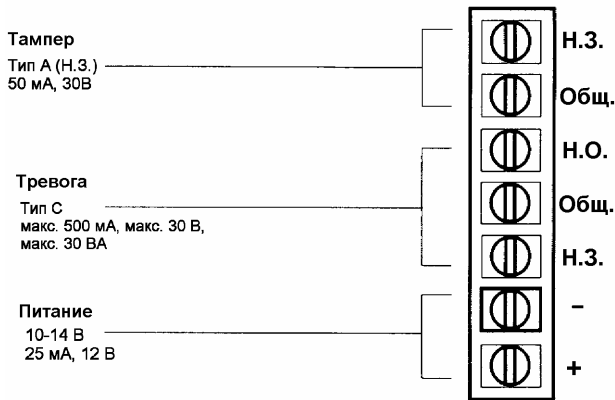 Тампер
Тип А (Н.З.)
50 мА, 30В
Тревога
Тип С
макс. 500 мА, макс. 30 В,
макс. 30 ВА
Питание
10-14 В
25 мА, 12 В
Н.З.
Общ.
Н.О.
Общ.
Н.З.
–
+